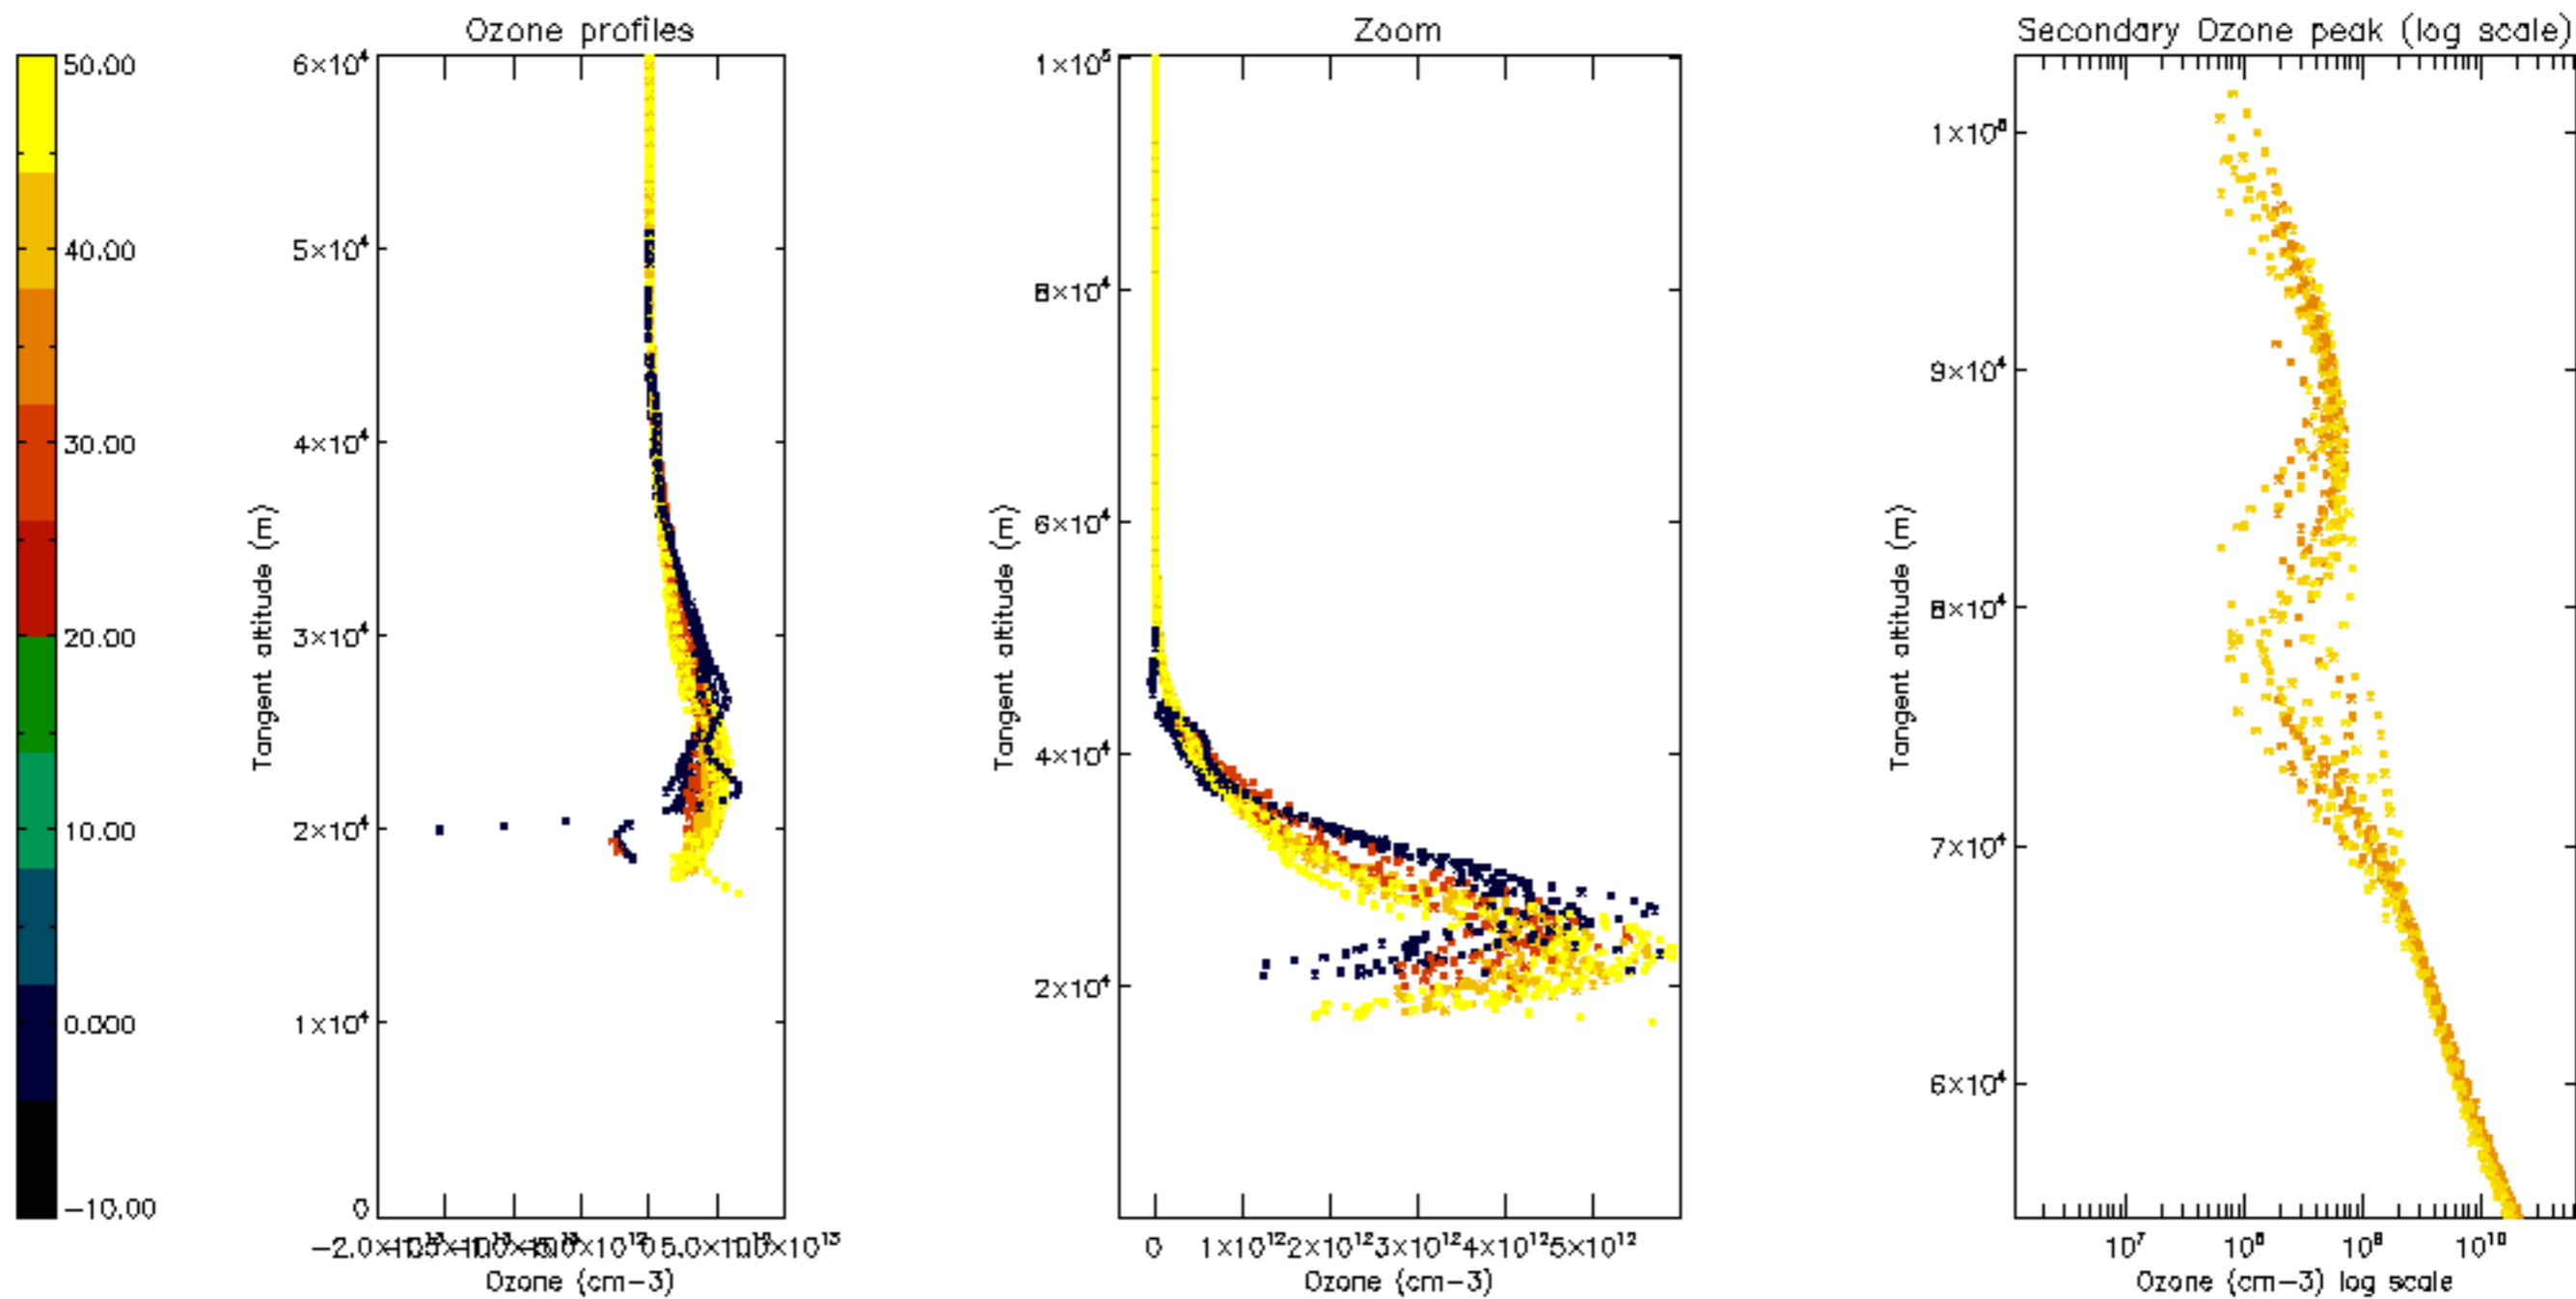 Ozone profiles
Zoom
Secondary Ozone peak (log scale)
50.00
40.00
30.00
20.00
10.00
0.000
-10.00
6×10⁴
5×10⁴
4×10⁴
3×10⁴
2×10⁴
1×10⁴
0
Tangent altitude (m)
Ozone (cm-3)
1×10⁵
8×10⁴
6×10⁴
4×10⁴
2×10⁴
Tangent altitude (m)
0 1×10¹² 2×10¹² 3×10¹² 4×10¹² 5×10¹²
Ozone (cm-3)
9×10⁴
8×10⁴
7×10⁴
6×10⁴
Tangent altitude (m)
10⁷ 10⁸ 10⁹ 10¹⁰
Ozone (cm-3) log scale